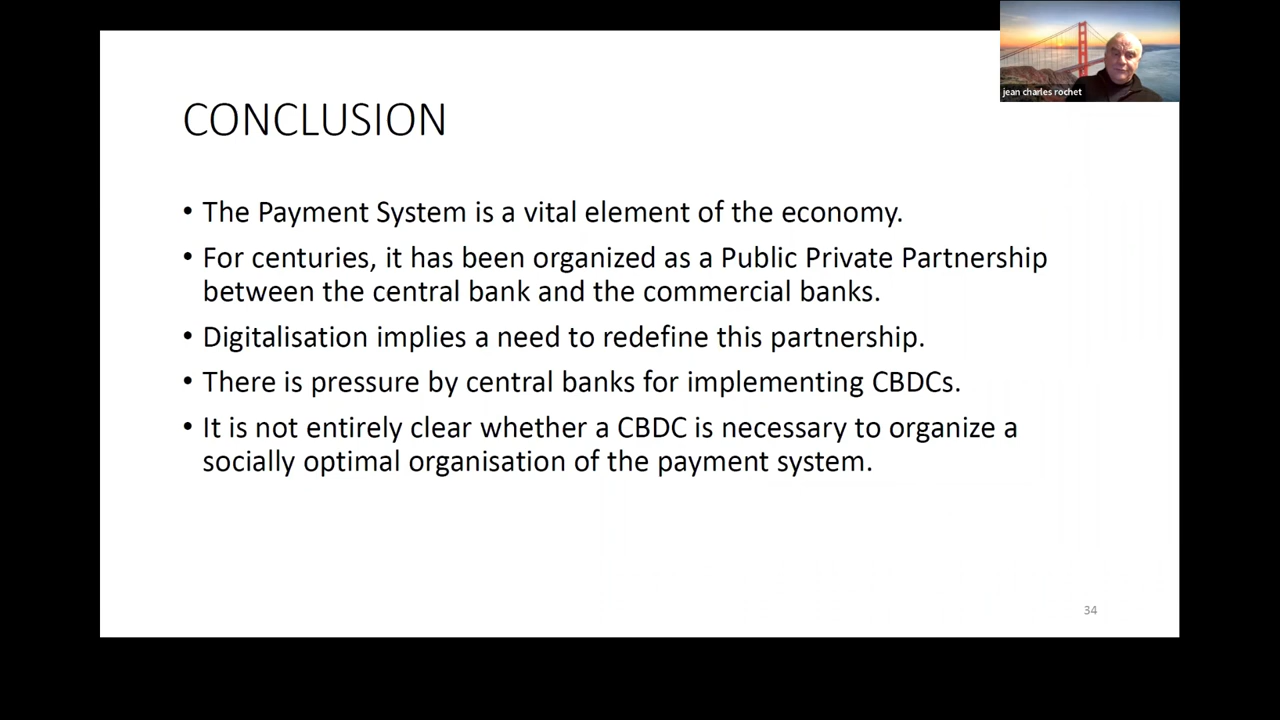 jean charles rochet
CONCLUSION
• The Payment System is a vital element of the economy.
• For centuries, it has been organized as a Public Private Partnership
between the central bank and the commercial banks.
• Digitalisation implies a need to redefine this partnership.
• There is pressure by central banks for implementing CBDCs.
• It is not entirely clear whether a CBDC is necessary to organize a
socially optimal organisation of the payment system.
34